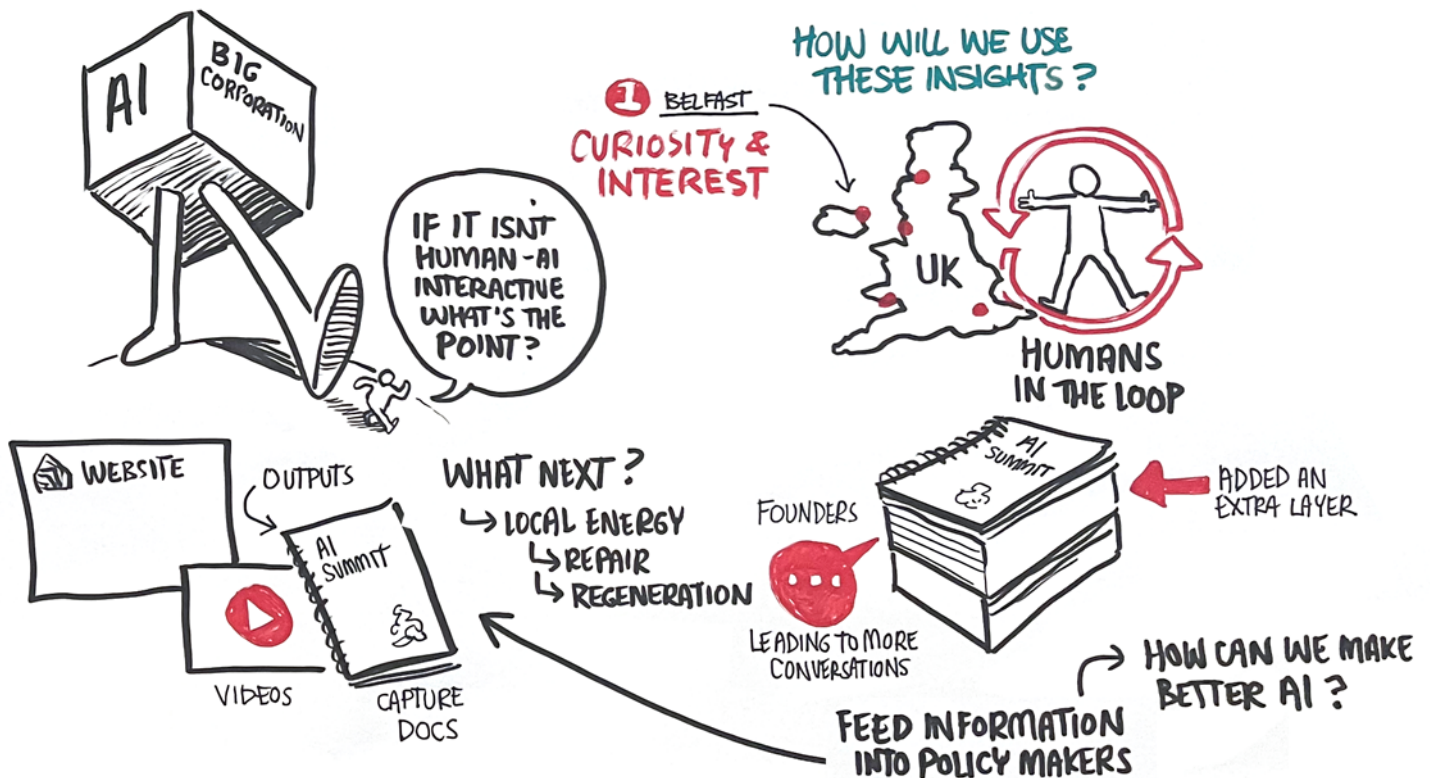 AI
BIG
CORPORATION
IF IT ISN'T
HUMAN-AI
INTERACTIVE
WHAT'S THE
POINT?
HOW WILL WE USE
THESE INSIGHTS?
1 BELFAST
CURIOSITY &
INTEREST
UK
HUMANS
IN THE LOOP
WEBSITE
OUTPUTS
AI
SUMMIT
VIDEOS
CAPTURE
DOCS
WHAT NEXT?
LOCAL ENERGY
REPAIR
REGENERATION
FOUNDERS
LEADING TO MORE
CONVERSATIONS
AI
SUMMIT
ADDED AN
EXTRA LAYER
HOW CAN WE MAKE
BETTER AI?
FEED INFORMATION
INTO POLICY MAKERS